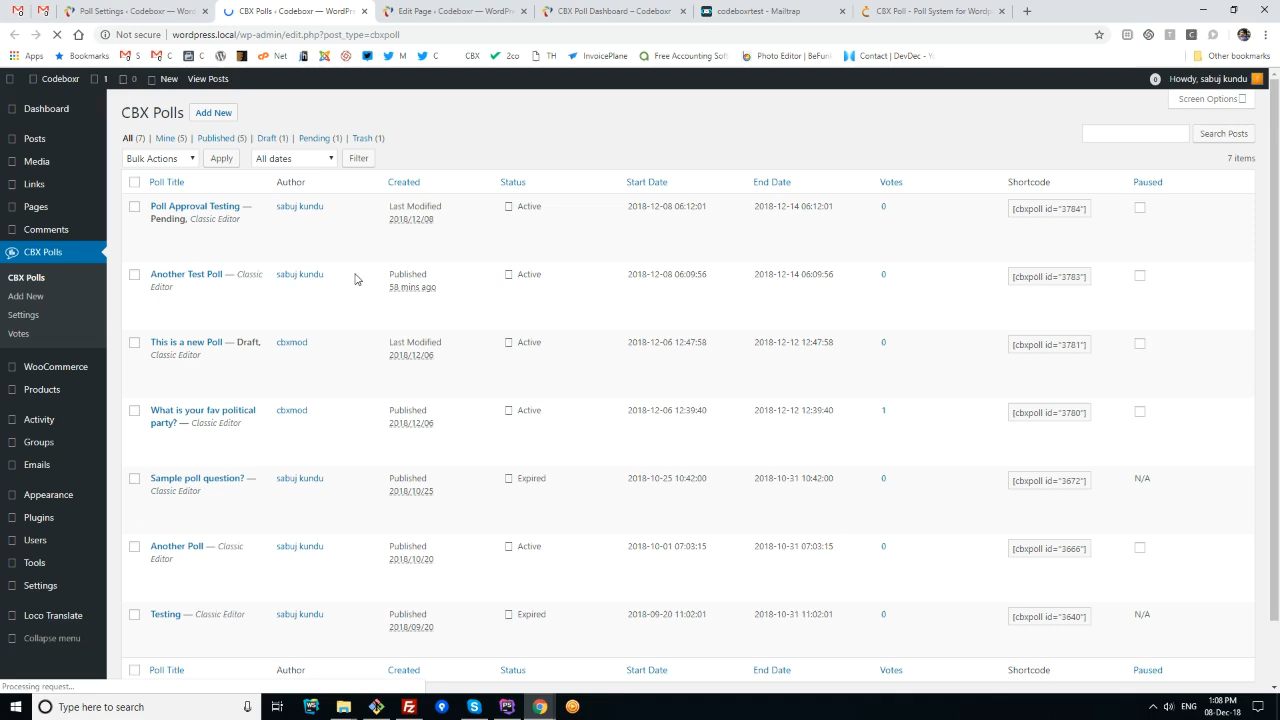 Poll Settings ‹ Codeboxr — Word
CBX Polls ‹ Codeboxr — WordPre
Edit Page ‹ Codeboxr — WordPre
CBX Poll Dashboard – Codeboxr
codeboxrtest - Mailtrap
CBX Poll - Poll System for Wordp
Not secure | wordpress.local/wp-admin/edit.php?post_type=cbxpoll
Apps Bookmarks S C Net M C CBX 2co TH InvoicePlane Free Accounting Soft Photo Editor | BeFun Contact | DevDec - Y Other bookmarks
Codeboxr 1 0 New View Posts 0 Howdy, sabuj kundu
Screen Options
CBX Polls Add New
All (7) | Mine (5) | Published (5) | Draft (1) | Pending (1) | Trash (1)
Search Posts
Bulk Actions Apply All dates Filter 7 items
Poll Title Author Created Status Start Date End Date Votes Shortcode Paused
Poll Approval Testing — sabuj kundu Last Modified Active 2018-12-08 06:12:01 2018-12-14 06:12:01 0 [cbxpoll id="3784"]
Pending, Classic Editor 2018/12/08
Another Test Poll — Classic sabuj kundu Published Active 2018-12-08 06:09:56 2018-12-14 06:09:56 0 [cbxpoll id="3783"]
Editor 58 mins ago
This is a new Poll — Draft, cbxmod Last Modified Active 2018-12-06 12:47:58 2018-12-12 12:47:58 0 [cbxpoll id="3781"]
Classic Editor 2018/12/06
What is your fav political cbxmod Published Active 2018-12-06 12:39:40 2018-12-12 12:39:40 1 [cbxpoll id="3780"]
party? — Classic Editor 2018/12/06
Sample poll question? — sabuj kundu Published Expired 2018-10-25 10:42:00 2018-10-31 10:42:00 0 [cbxpoll id="3672"] N/A
Classic Editor 2018/10/25
Another Poll — Classic sabuj kundu Published Active 2018-10-01 07:03:15 2018-10-31 07:03:15 0 [cbxpoll id="3666"]
Editor 2018/10/20
Testing — Classic Editor sabuj kundu Published Expired 2018-09-20 11:02:01 2018-10-31 11:02:01 0 [cbxpoll id="3640"] N/A
2018/09/20
Poll Title Author Created Status Start Date End Date Votes Shortcode Paused
Dashboard
Posts
Media
Links
Pages
Comments
CBX Polls
CBX Polls
Add New
Settings
Votes
WooCommerce
Products
Activity
Groups
Emails
Appearance
Plugins
Users
Tools
Settings
Loco Translate
Collapse menu
Processing request...
Type here to search
ENG
1:08 PM
08-Dec-18